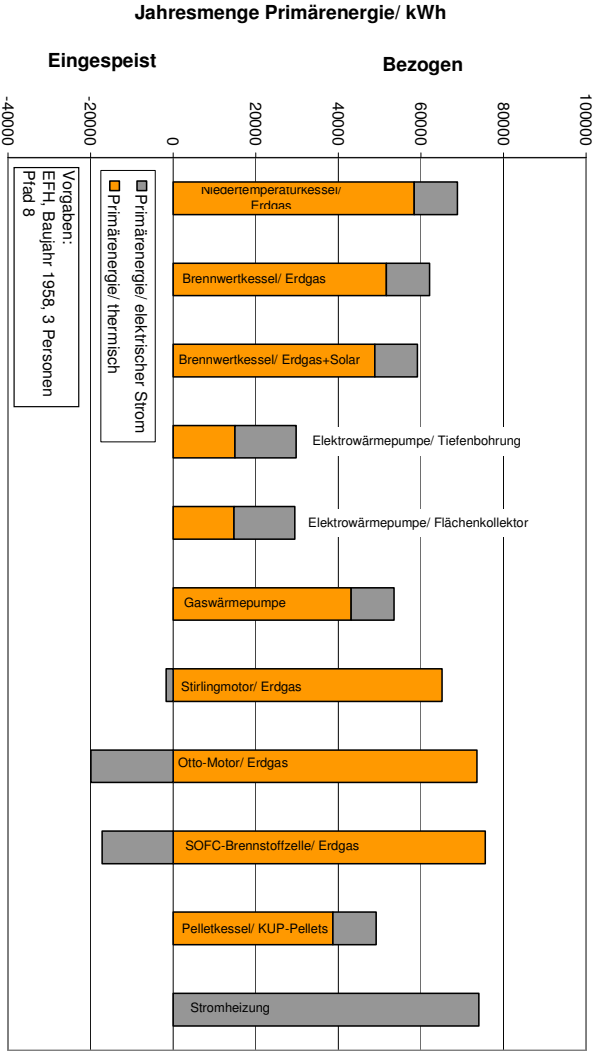 Jahresmenge Primärenergie/ kWh
Eingespeist
Bezogen
-40000
-20000
0
20000
40000
60000
80000
100000
Niedertemperaturkessel/
Erdgas
Brennwertkessel/ Erdgas
Brennwertkessel/ Erdgas+Solar
Elektrowärmepumpe/ Tiefenbohrung
Elektrowärmepumpe/ Flächenkollektor
Gaswärmepumpe
Stirlingmotor/ Erdgas
Otto-Motor/ Erdgas
SOFC-Brennstoffzelle/ Erdgas
Pelletkessel/ KUP-Pellets
Stromheizung
Primärenergie/ elektrischer Strom
Primärenergie/ thermisch
Vorgaben:
EFH, Baujahr 1958, 3 Personen
Pfad 8